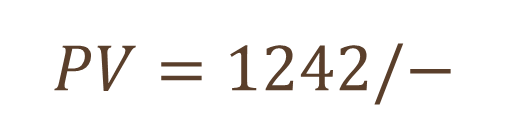 PV = 1242/−